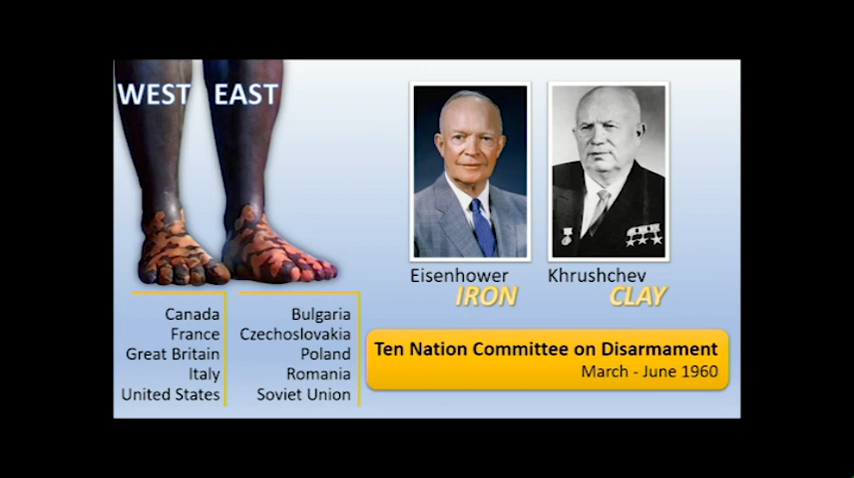 WEST EAST
Eisenhower
IRON
Khrushchev
CLAY
Canada
France
Great Britain
Italy
United States
Bulgaria
Czechoslovakia
Poland
Romania
Soviet Union
Ten Nation Committee on Disarmament
March - June 1960